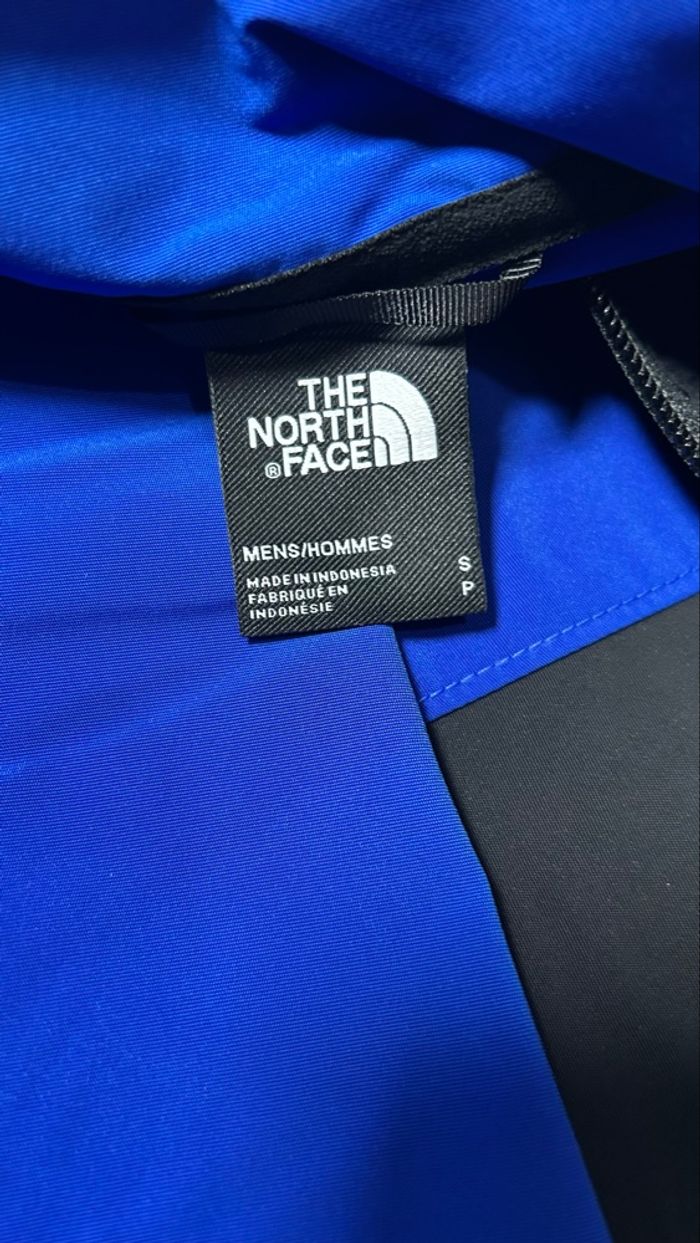 THE
NORTH
® FACE
MENS/HOMMES
MADE IN INDONESIA
FABRIQUÉ EN
INDONÉSIE
S
P